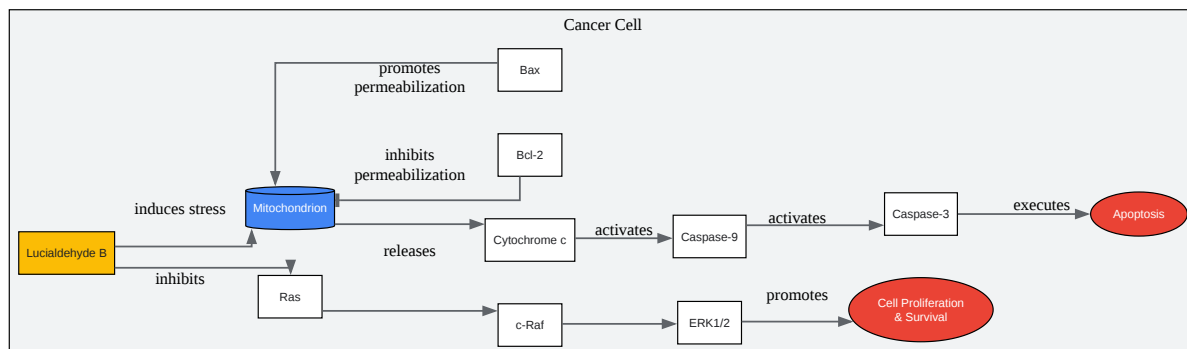 Cancer Cell
promotes
permeabilization
Bax
inhibits
permeabilization
Bcl-2
induces stress
Mitochondrion
releases
Cytochrome c
activates
Caspase-9
activates
Caspase-3
executes
Apoptosis
Lucialdehyde B
inhibits
Ras
c-Raf
ERK1/2
promotes
Cell Proliferation
& Survival